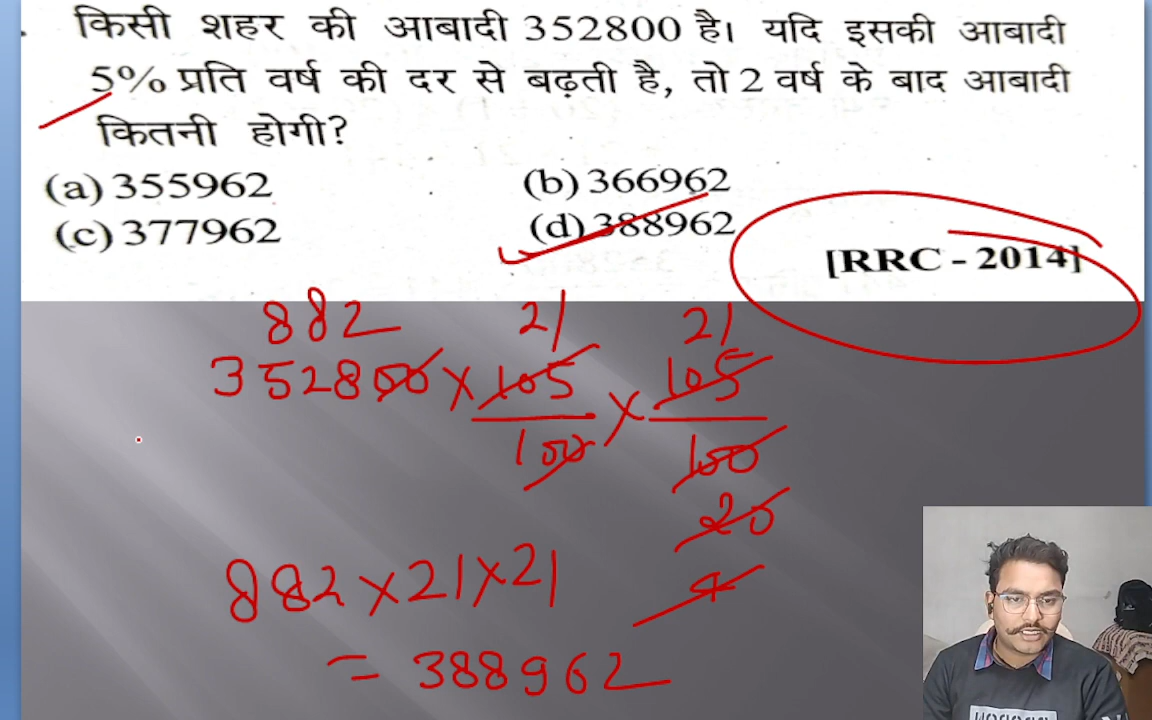 किसी शहर की आबादी 352800 है। यदि इसकी आबादी
5% प्रति वर्ष की दर से बढ़ती है, तो 2 वर्ष के बाद आबादी
कितनी होगी?
(a) 355962 (b) 366962
(c) 377962 (d) 388962
[RRC - 2014]
882 21 21
352800 × 105 × 105
100 100
20
4
882 × 21 × 21
= 388962